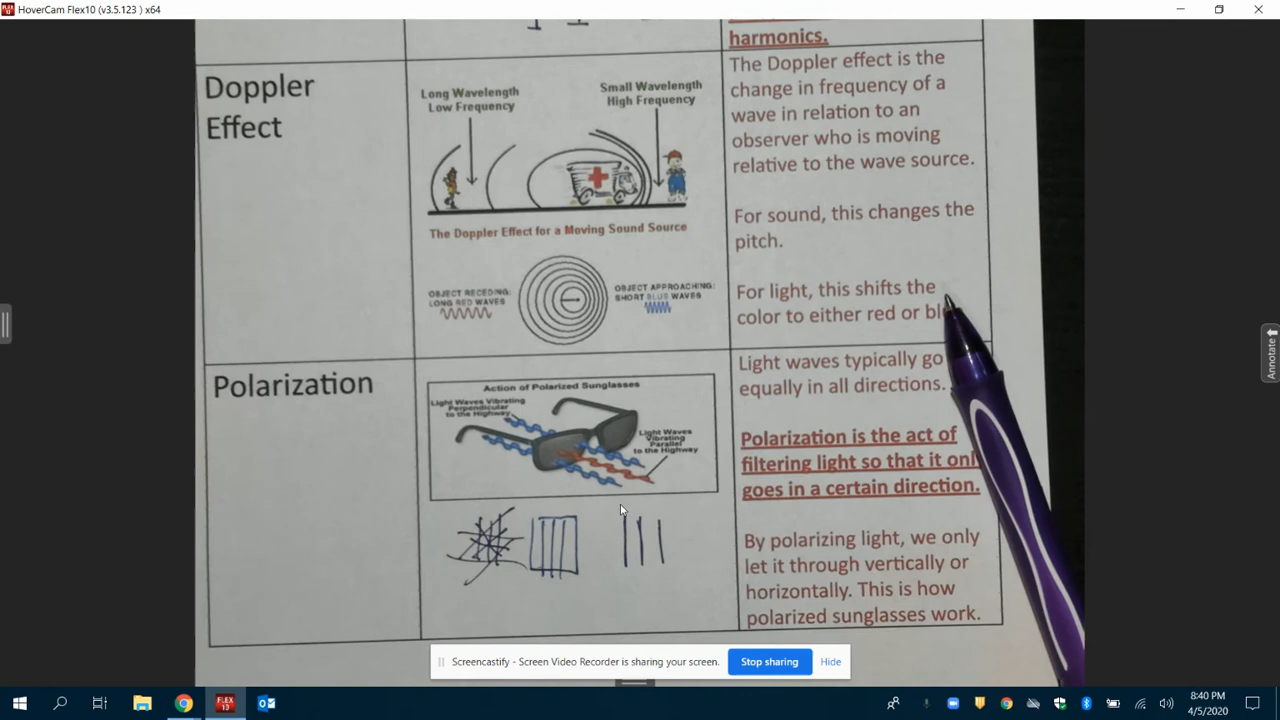 HoverCam Flex10 (v3.5.123 ) x64
harmonics.
Doppler
Effect
Long Wavelength
Low Frequency
Small Wavelength
High Frequency
The Doppler Effect for a Moving Sound Source
OBJECT RECEDING:
LONG RED WAVES
OBJECT APPROACHING:
SHORT BLUE WAVES
The Doppler effect is the
change in frequency of a
wave in relation to an
observer who is moving
relative to the wave source.
For sound, this changes the
pitch.
For light, this shifts the
color to either red or bl
Polarization
Action of Polarized Sunglasses
Light Waves Vibrating
Perpendicular
to the Highway
Light Waves
Vibrating
Parallel
to the Highway
Light waves typically go
equally in all directions.
Polarization is the act of
filtering light so that it onl
goes in a certain direction.
By polarizing light, we only
let it through vertically or
horizontally. This is how
polarized sunglasses work.
Annotate
Screencastify - Screen Video Recorder is sharing your screen.
Stop sharing
Hide
FLEX
10
8:40 PM
4/5/2020